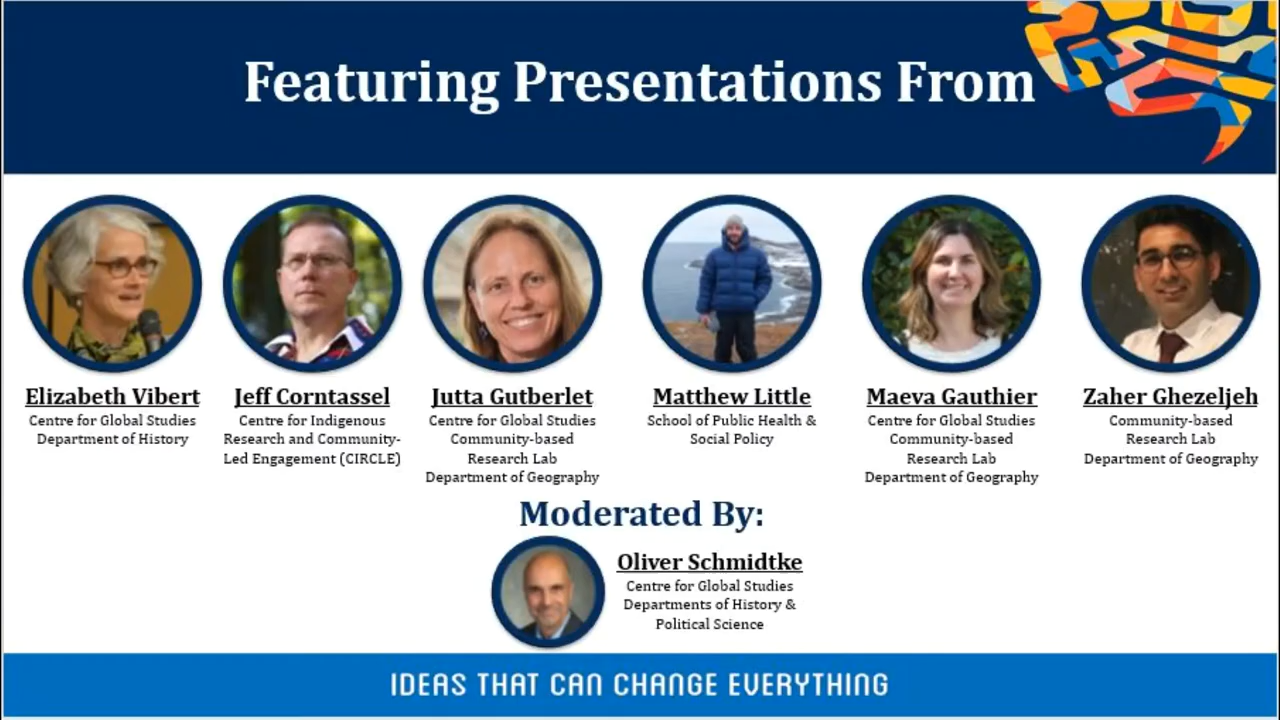 Featuring Presentations From
Elizabeth Vibert
Centre for Global Studies
Department of History
Jeff Corntassel
Centre for Indigenous
Research and Community-
Led Engagement (CIRCLE)
Jutta Gutberlet
Centre for Global Studies
Community-based
Research Lab
Department of Geography
Matthew Little
School of Public Health &
Social Policy
Maeva Gauthier
Centre for Global Studies
Community-based
Research Lab
Department of Geography
Zaher Ghezeljeh
Community-based
Research Lab
Department of Geography
Moderated By:
Oliver Schmidtke
Centre for Global Studies
Departments of History &
Political Science
IDEAS THAT CAN CHANGE EVERYTHING